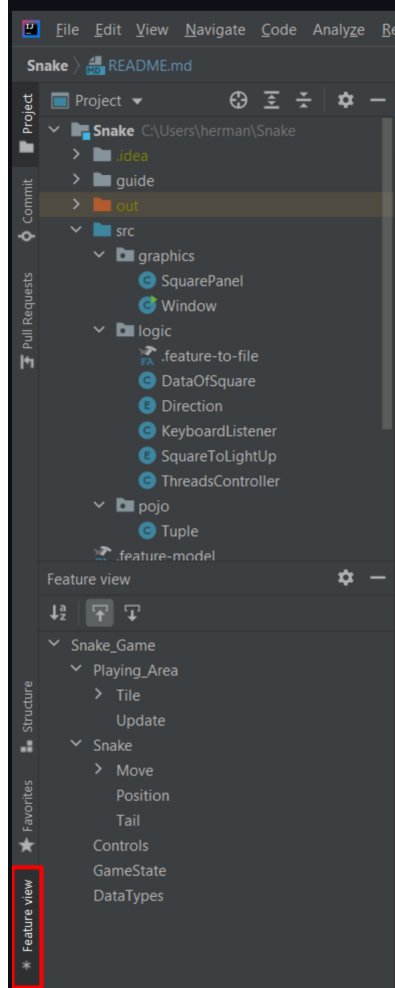 File Edit View Navigate Code Analyze Re
Snake README.md
Project
Snake C:\Users\herman\Snake
.idea
guide
out
src
graphics
SquarePanel
Window
logic
.feature-to-file
DataOfSquare
Direction
KeyboardListener
SquareToLightUp
ThreadsController
pojo
Tuple
.feature-model
Feature view
Snake_Game
Playing_Area
Tile
Update
Snake
Move
Position
Tail
Controls
GameState
DataTypes
Project
Commit
Pull Requests
Structure
Favorites
Feature view